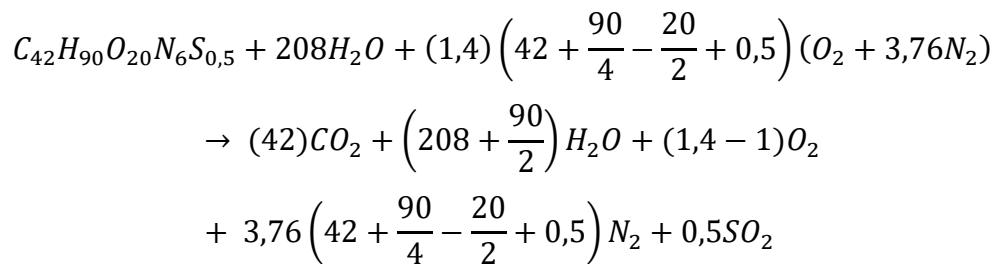 C₄₂H₉₀O₂₀N₆S₀,₅ + 208H₂O + (1,4) (42 + 90/4 − 20/2 + 0,5) (O₂ + 3,76N₂)
→ (42)CO₂ + (208 + 90/2) H₂O + (1,4 − 1)O₂
+ 3,76 (42 + 90/4 − 20/2 + 0,5) N₂ + 0,5SO₂